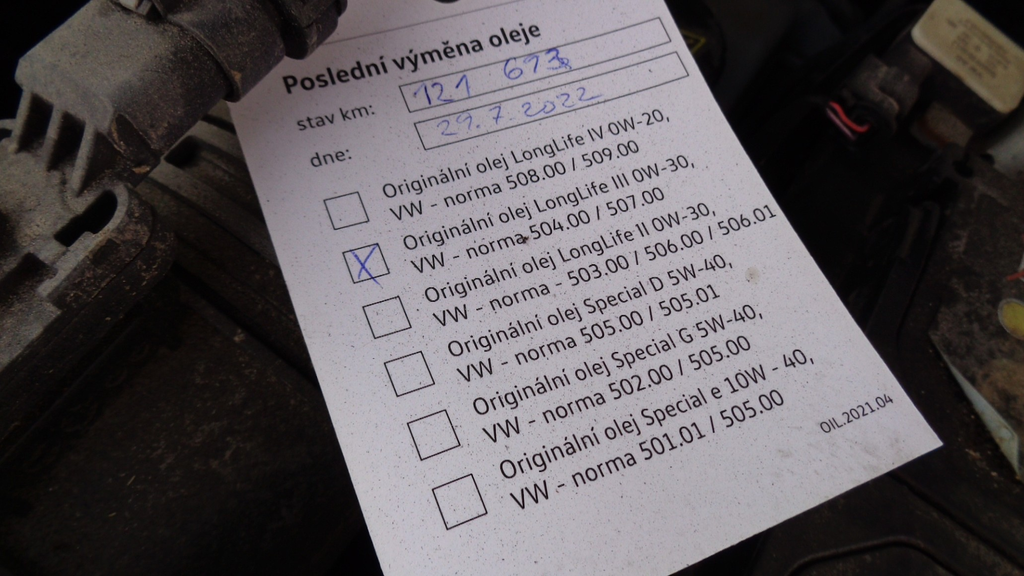 Poslední výměna oleje
stav km: 121 673
dne: 29.7.2022
Originální olej LongLife IV 0W-20,
VW - norma 508.00 / 509.00
X Originální olej LongLife III 0W-30,
VW - norma 504.00 / 507.00
Originální olej LongLife II 0W-30,
VW - norma - 503.00 / 506.00 / 506.01
Originální olej Special D 5W-40,
VW - norma 505.00 / 505.01
Originální olej Special G 5W-40,
VW - norma 502.00 / 505.00
Originální olej Special e 10W - 40,
VW - norma 501.01 / 505.00
OIL.2021.04